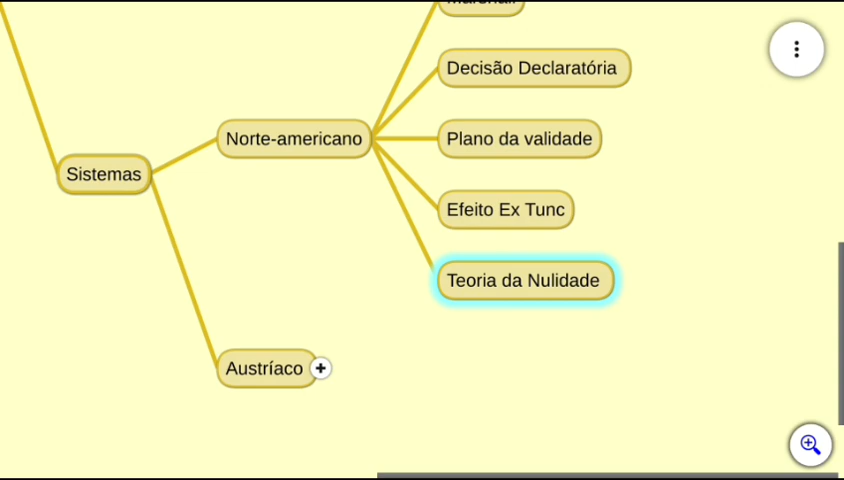 Decisão Declaratória
Norte-americano
Plano da validade
Sistemas
Efeito Ex Tunc
Teoria da Nulidade
Austríaco